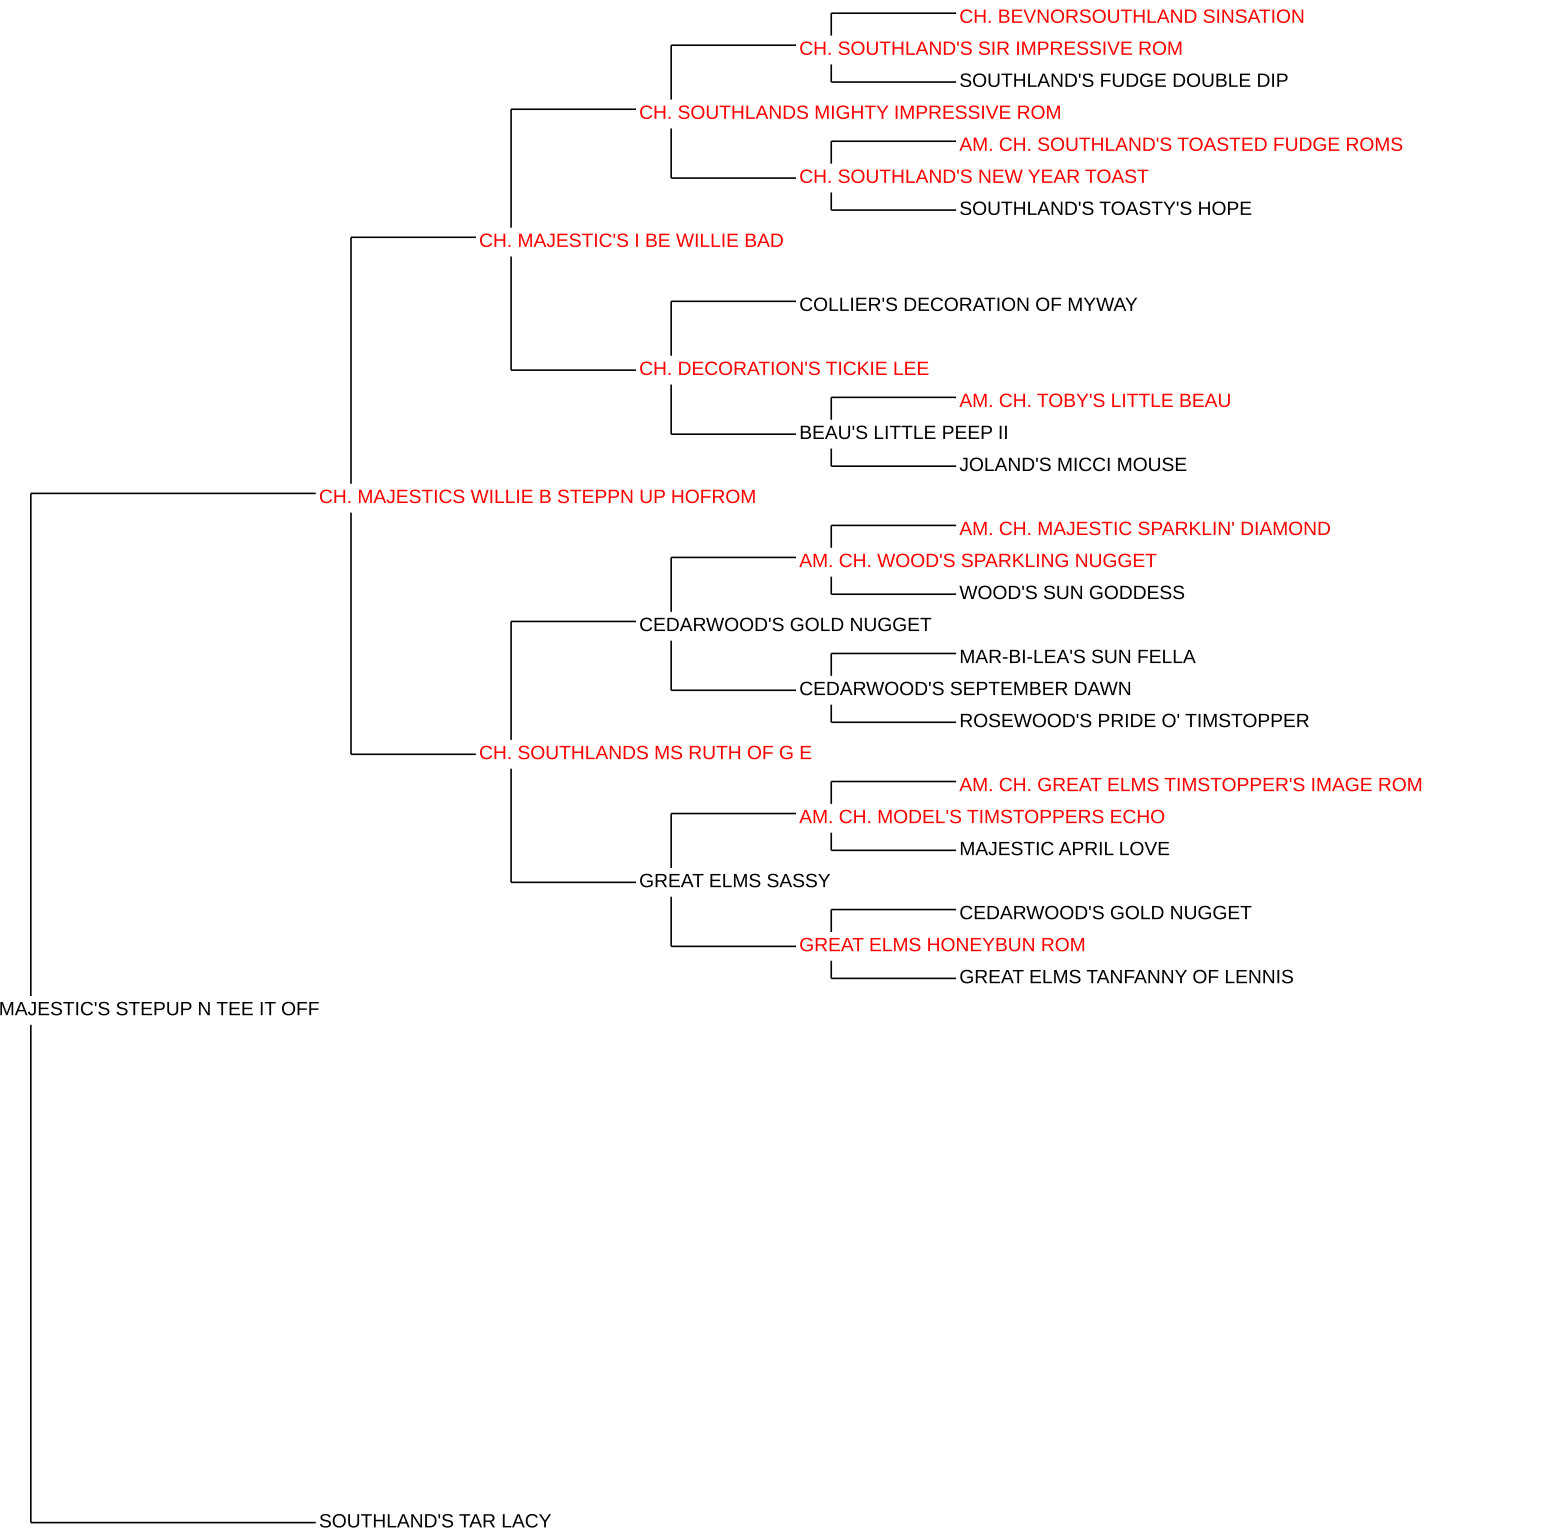 CH. BEVNORSOUTHLAND SINSATION
CH. SOUTHLAND'S SIR IMPRESSIVE ROM
SOUTHLAND'S FUDGE DOUBLE DIP
CH. SOUTHLANDS MIGHTY IMPRESSIVE ROM
AM. CH. SOUTHLAND'S TOASTED FUDGE ROMS
CH. SOUTHLAND'S NEW YEAR TOAST
SOUTHLAND'S TOASTY'S HOPE
CH. MAJESTIC'S I BE WILLIE BAD
COLLIER'S DECORATION OF MYWAY
CH. DECORATION'S TICKIE LEE
AM. CH. TOBY'S LITTLE BEAU
BEAU'S LITTLE PEEP II
JOLAND'S MICCI MOUSE
CH. MAJESTICS WILLIE B STEPPN UP HOFROM
AM. CH. MAJESTIC SPARKLIN' DIAMOND
AM. CH. WOOD'S SPARKLING NUGGET
WOOD'S SUN GODDESS
CEDARWOOD'S GOLD NUGGET
MAR-BI-LEA'S SUN FELLA
CEDARWOOD'S SEPTEMBER DAWN
ROSEWOOD'S PRIDE O' TIMSTOPPER
CH. SOUTHLANDS MS RUTH OF G E
AM. CH. GREAT ELMS TIMSTOPPER'S IMAGE ROM
AM. CH. MODEL'S TIMSTOPPERS ECHO
MAJESTIC APRIL LOVE
GREAT ELMS SASSY
CEDARWOOD'S GOLD NUGGET
GREAT ELMS HONEYBUN ROM
GREAT ELMS TANFANNY OF LENNIS
MAJESTIC'S STEPUP N TEE IT OFF
SOUTHLAND'S TAR LACY